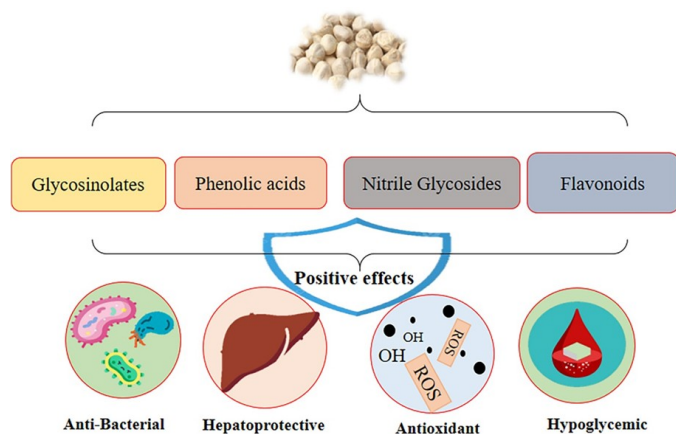 Glycosinolates
Phenolic acids
Nitrile Glycosides
Flavonoids
Positive effects
OH
OH
ROS
ROS
Anti-Bacterial
Hepatoprotective
Antioxidant
Hypoglycemic